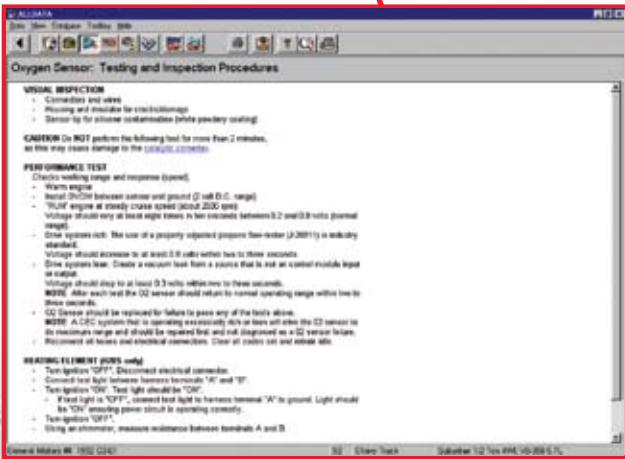 ALLDATA
Oxygen Sensor: Testing and Inspection Procedures
VISUAL INSPECTION
- Connectors and wires
- Housing and insulator for cracks/damage
- Sensor tip for silicone contamination (white powdery coating)
CAUTION Do NOT perform the following test for more than 2 minutes,
as this may cause damage to the catalytic converter.
PERFORMANCE TEST
Checks working range and response (speed).
- Warm engine
- Install DVOM between sensor and ground (2 volt D.C. range)
- "RUN" engine at steady cruise speed (about 2000 rpm)
Voltage should vary at least eight times in ten seconds between 0.2 and 0.8 volts (normal
range).
- Drive system rich. The use of a properly adjusted propane flow-meter is industry
standard.
Voltage should increase to at least 0.8 volts within two to three seconds.
- Drive system lean. Create a vacuum leak from a source that is not an control module input
or output.
Voltage should drop to at least 0.3 volts within two to three seconds.
NOTE After each test the O2 sensor should return to normal operating range within two to
three seconds.
- O2 Sensor should be replaced for failure to pass any of the tests above.
NOTE A CEC system that is operating excessively rich or lean will drive the O2 sensor to
its maximum range and should be repaired first and not diagnosed as a O2 sensor failure.
- Reconnect all hoses and electrical connectors. Clear all codes set and retrain idle.
HEATING ELEMENT (H02S only)
- Turn ignition "OFF". Disconnect electrical connector.
- Connect test light between harness terminals "A" and "B".
- Turn ignition "ON". Test light should be "ON".
- If test light is "OFF", connect test light to harness terminal "A" to ground. Light should
be "ON" ensuring power circuit is operating correctly.
- Turn ignition "OFF".
- Using an ohmmeter, measure resistance between terminals A and B
General Motors 1992 Chevy Truck Suburban 1/2 Ton 4WD V8-350 5.7L